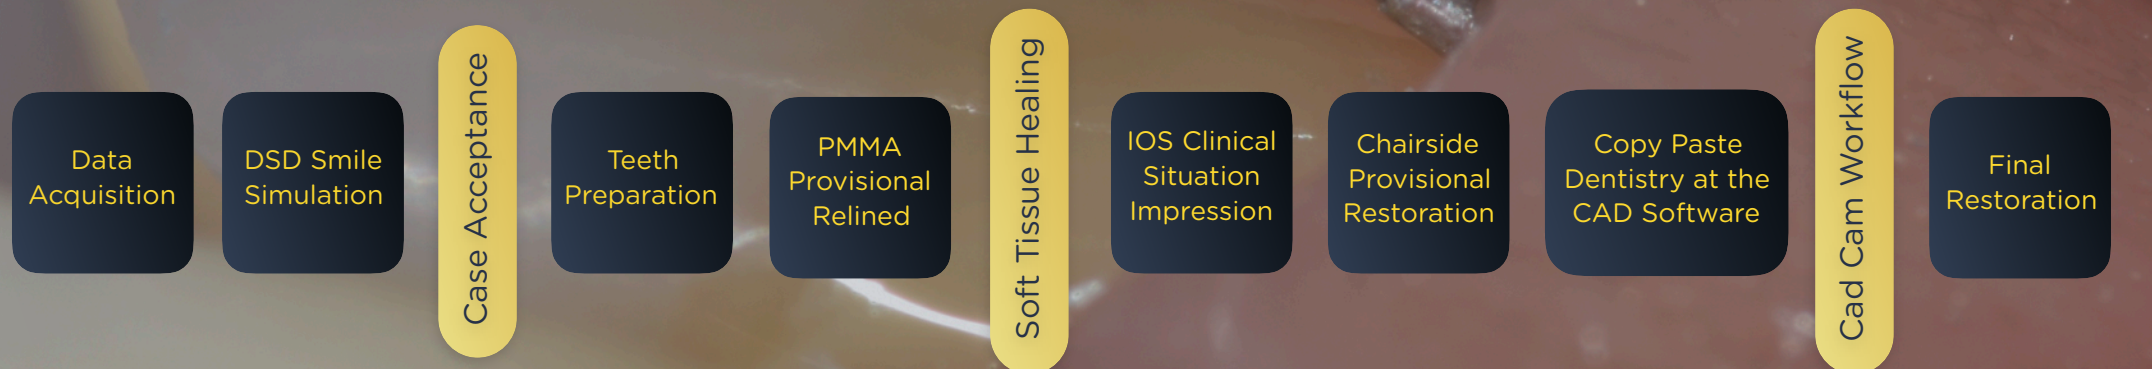 Data
Acquisition
DSD Smile
Simulation
Case Acceptance
Teeth
Preparation
PMMA
Provisional
Relined
Soft Tissue Healing
IOS Clinical
Situation
Impression
Chairside
Provisional
Restoration
Copy Paste
Dentistry at the
CAD Software
Cad Cam Workflow
Final
Restoration